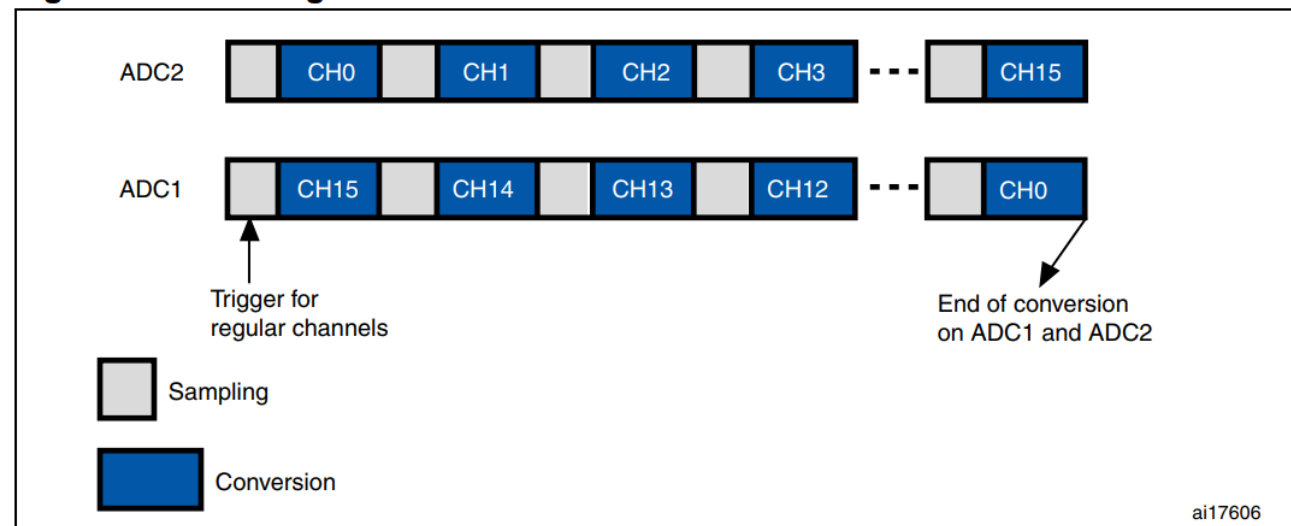 ADC2 CH0 CH1 CH2 CH3 CH15
ADC1 CH15 CH14 CH13 CH12 CH0
Trigger for
regular channels
End of conversion
on ADC1 and ADC2
Sampling
Conversion
ai17606